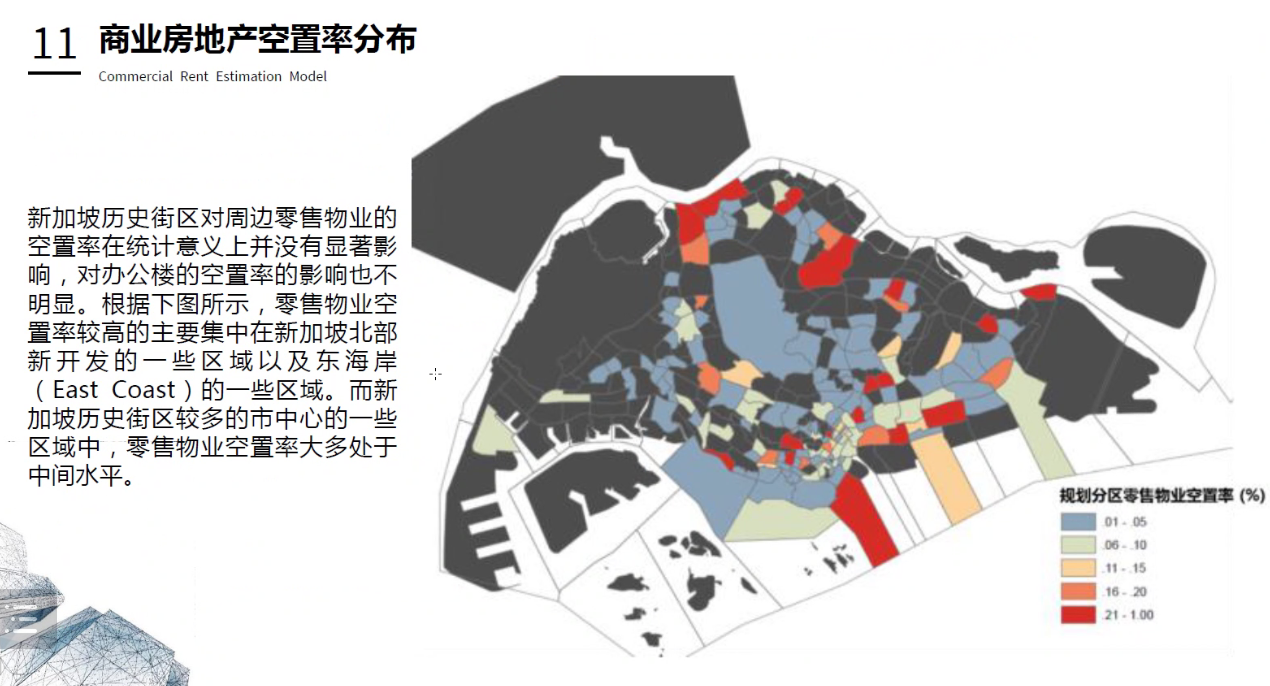 11
商业房地产空置率分布
Commercial Rent Estimation Model
新加坡历史街区对周边零售物业的
空置率在统计意义上并没有显著影
响，对办公楼的空置率的影响也不
明显。根据下图所示，零售物业空
置率较高的主要集中在新加坡北部
新开发的一些区域以及东海岸
（East Coast）的一些区域。而新
加坡历史街区较多的市中心的一些
区域中，零售物业空置率大多处于
中间水平。
规划分区零售物业空置率 (%)
.01 - .05
.06 - .10
.11 - .15
.16 - .20
.21 - 1.00